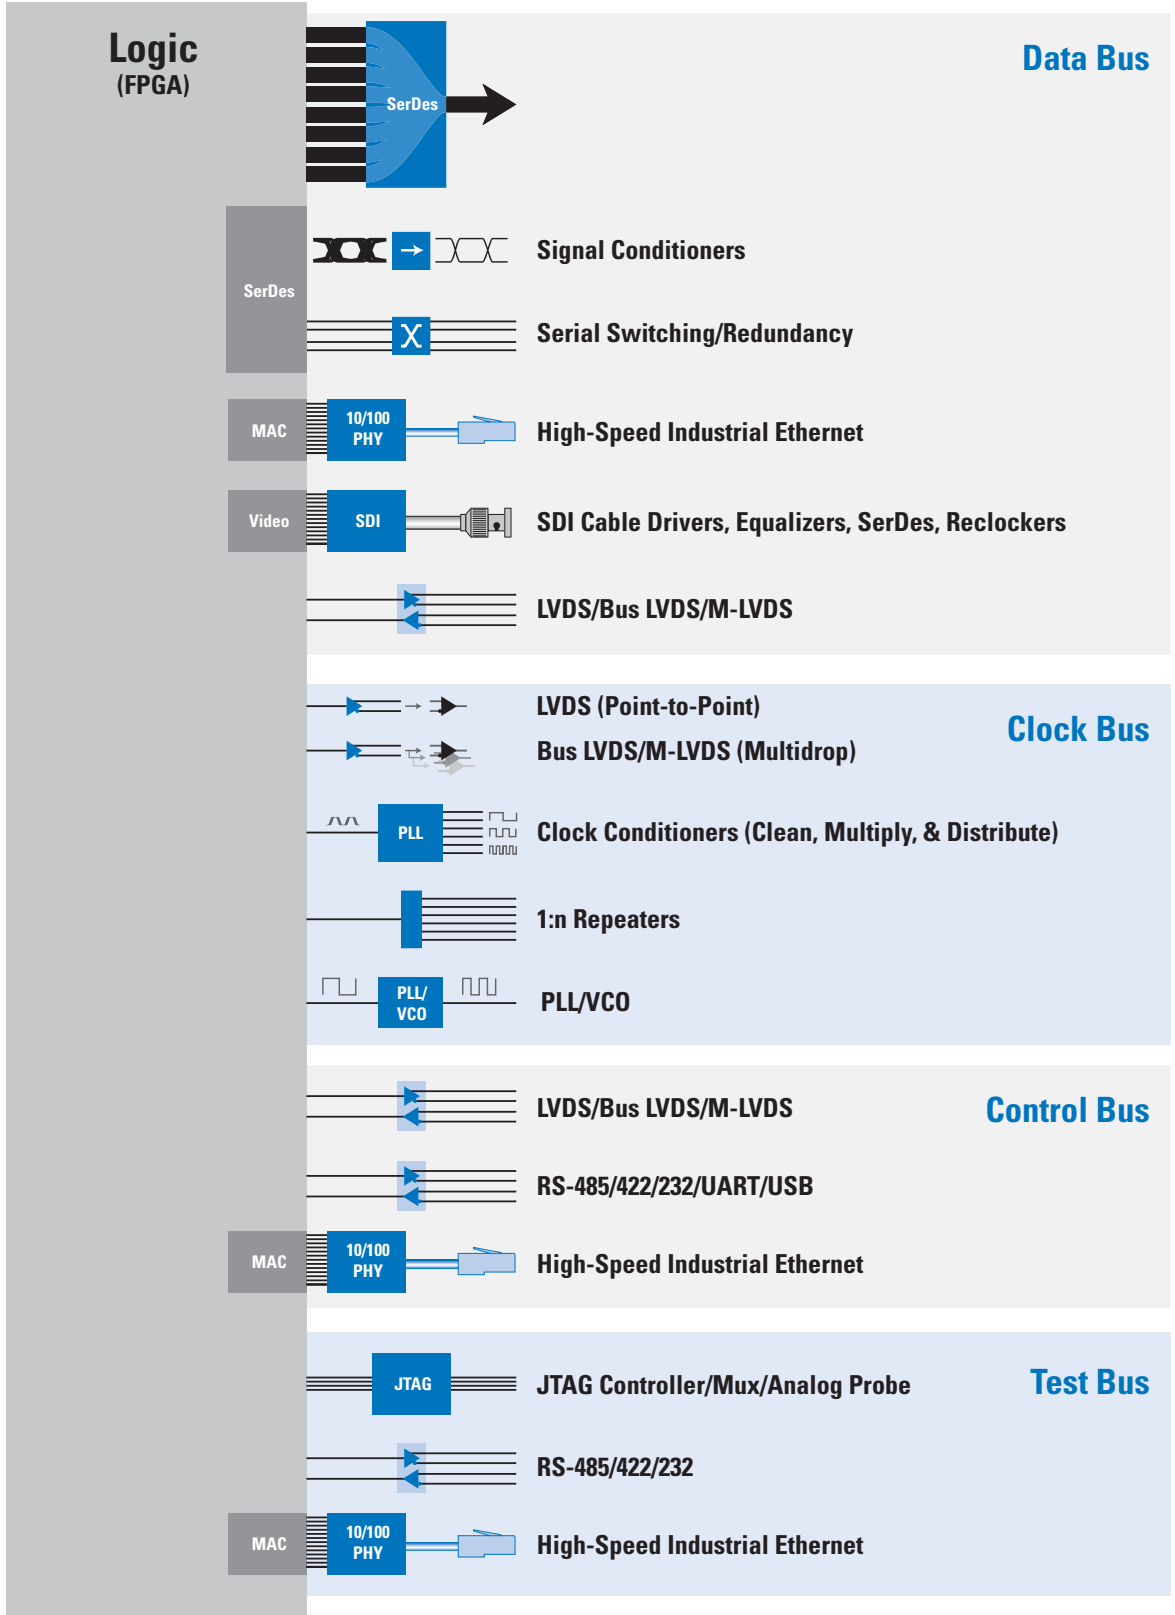 Logic
(FPGA)
Data Bus
SerDes
Signal Conditioners
SerDes
Serial Switching/Redundancy
MAC
10/100
PHY
High-Speed Industrial Ethernet
Video
SDI
SDI Cable Drivers, Equalizers, SerDes, Reclockers
LVDS/Bus LVDS/M-LVDS
LVDS (Point-to-Point)
Clock Bus
Bus LVDS/M-LVDS (Multidrop)
PLL
Clock Conditioners (Clean, Multiply, & Distribute)
1:n Repeaters
PLL/
VCO
PLL/VCO
LVDS/Bus LVDS/M-LVDS
Control Bus
RS-485/422/232/UART/USB
MAC
10/100
PHY
High-Speed Industrial Ethernet
JTAG
JTAG Controller/Mux/Analog Probe
Test Bus
RS-485/422/232
MAC
10/100
PHY
High-Speed Industrial Ethernet